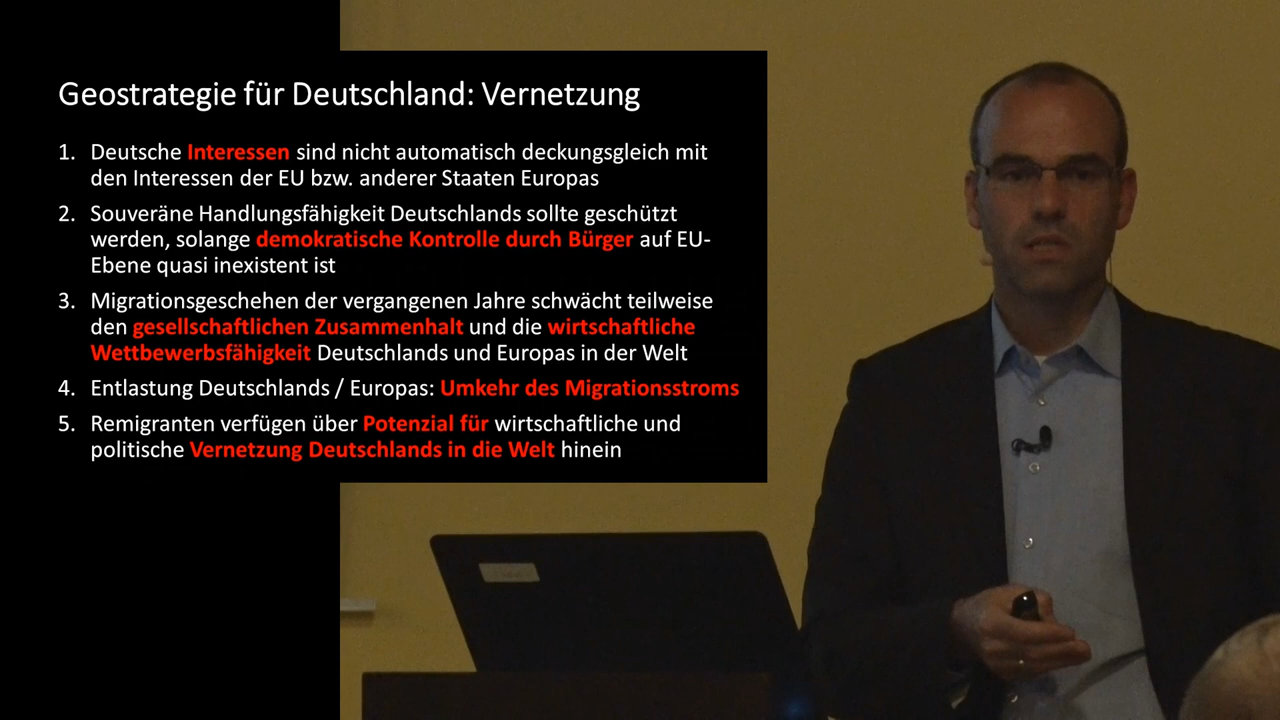 Geostrategie für Deutschland: Vernetzung
1. Deutsche Interessen sind nicht automatisch deckungsgleich mit
den Interessen der EU bzw. anderer Staaten Europas
2. Souveräne Handlungsfähigkeit Deutschlands sollte geschützt
werden, solange demokratische Kontrolle durch Bürger auf EU-
Ebene quasi inexistent ist
3. Migrationsgeschehen der vergangenen Jahre schwächt teilweise
den gesellschaftlichen Zusammenhalt und die wirtschaftliche
Wettbewerbsfähigkeit Deutschlands und Europas in der Welt
4. Entlastung Deutschlands / Europas: Umkehr des Migrationsstroms
5. Remigranten verfügen über Potenzial für wirtschaftliche und
politische Vernetzung Deutschlands in die Welt hinein